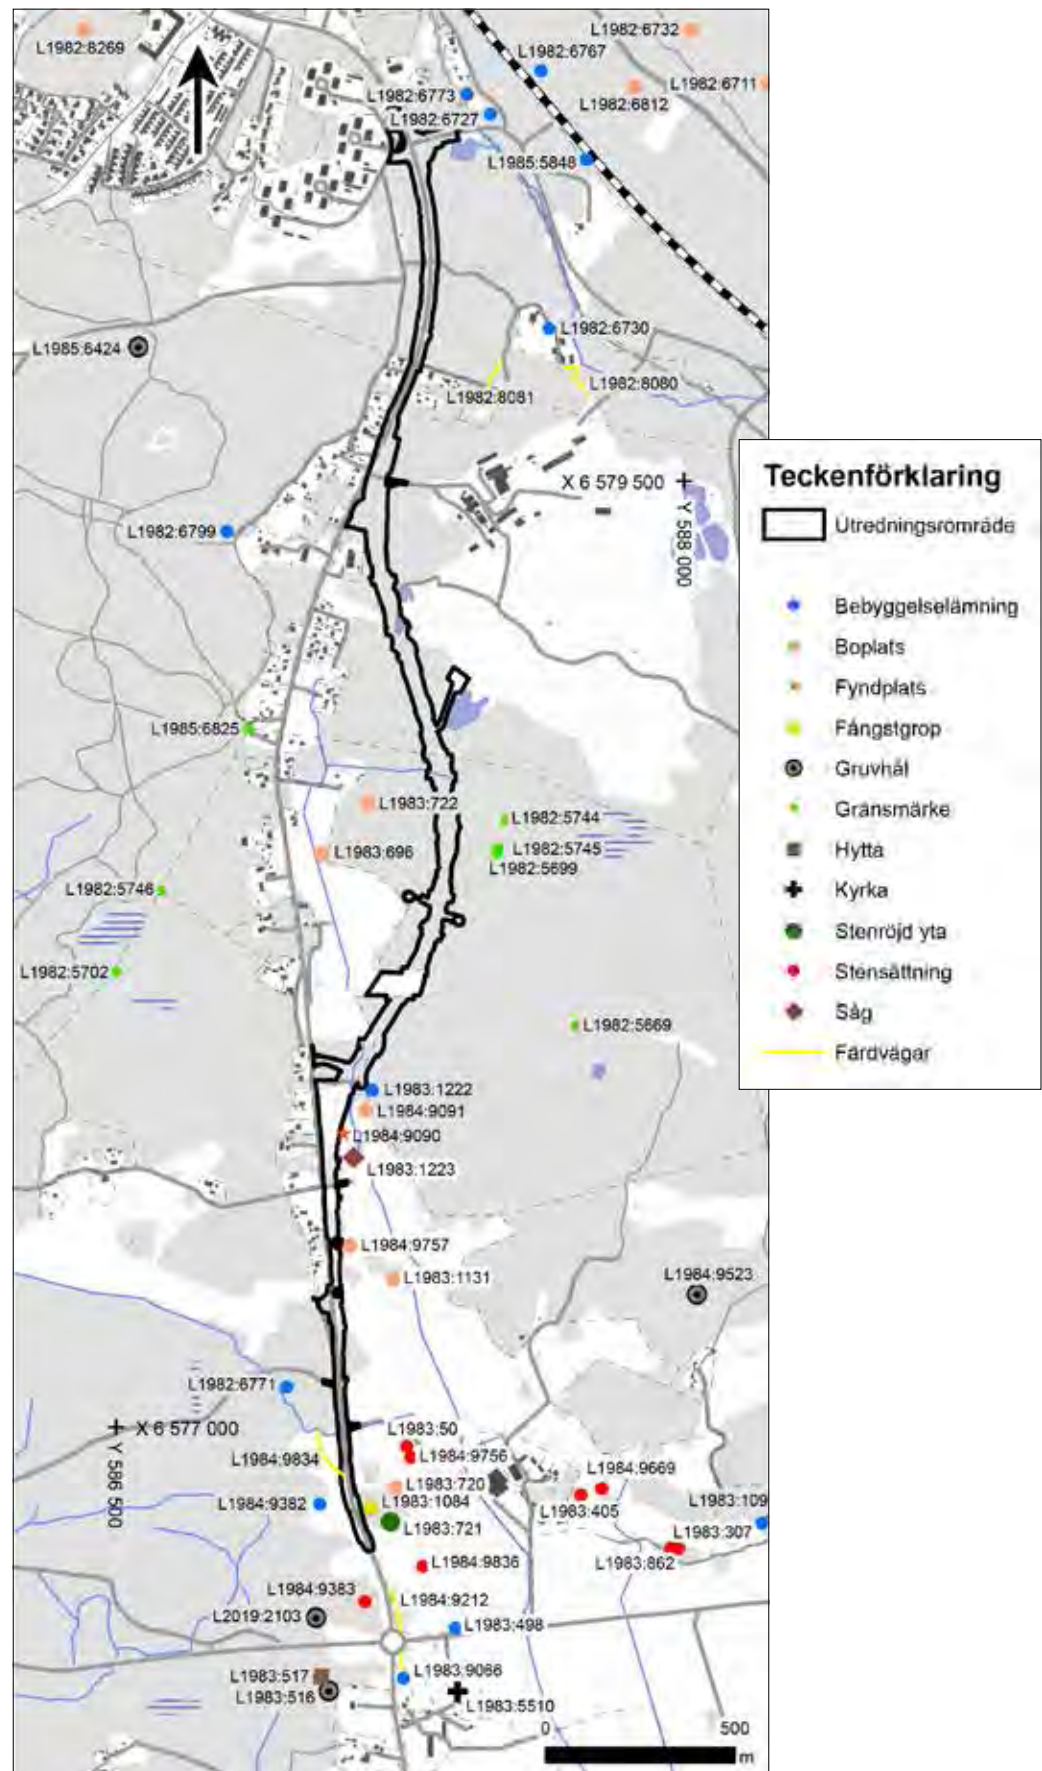 L1982:8269
L1982:6732
L1982:6767
L1982:6711
L1982:6812
L1982:6773
L1982:6727
L1985:5848
L1982:6730
L1985:6424
L1982:8080
L1982:8081
X 6 579 500
Y 588 000
L1982:6799
L1985:6825
L1983:722
L1982:5744
L1982:5745
L1983:696
L1982:5699
L1982:5746
L1982:5702
L1982:5669
L1983:1222
L1984:9091
L1984:9090
L1983:1223
L1984:9757
L1983:1131
L1984:9523
L1982:6771
X 6 577 000
Y 586 500
L1983:50
L1984:9756
L1984:9834
L1984:9669
L1983:720
L1983:109
L1984:9382
L1983:1084
L1983:405
L1983:721
L1983:307
L1983:862
L1984:9836
L1984:9383
L1984:9212
L2019:2103
L1983:498
L1983:517
L1983:9066
L1983:516
L1983:5510
0 500
m
Teckenförklaring
Utredningsområde
Bebyggelselämning
Boplats
Fyndplats
Fångstgrop
Gruvhål
Gränsmärke
Hytta
Kyrka
Stenröjd yta
Stensättning
Såg
Färdvägar